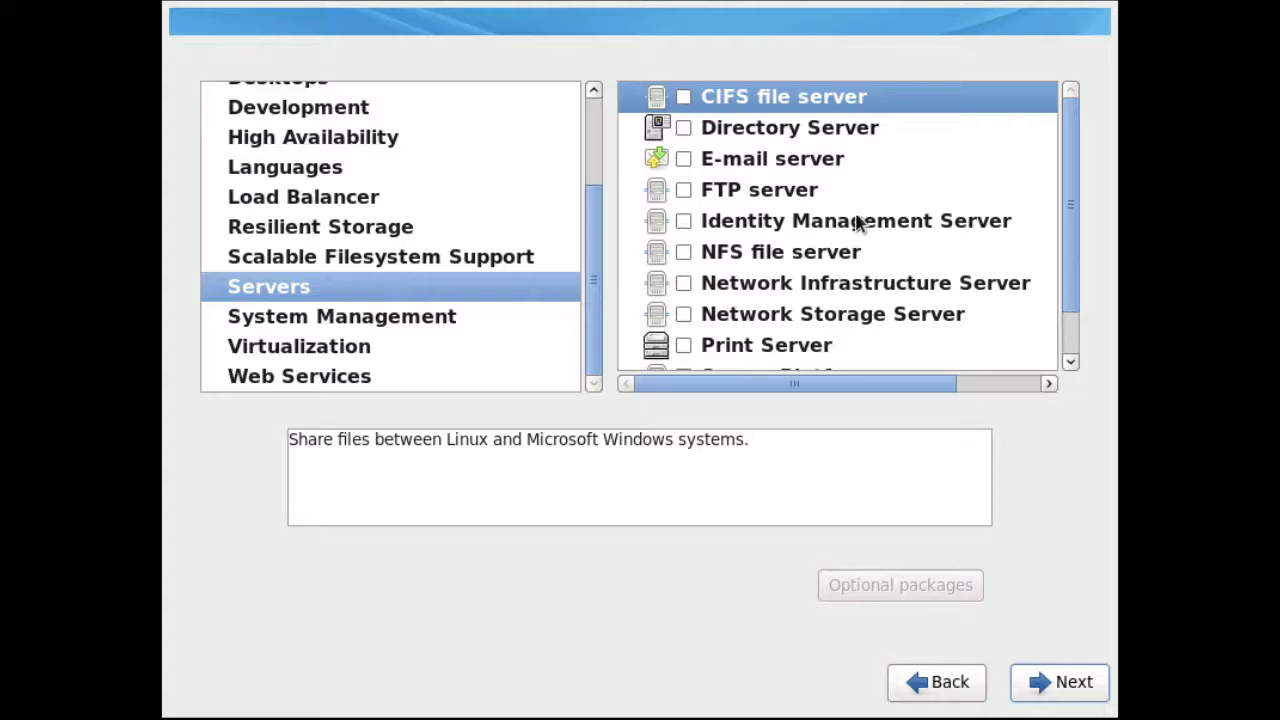 Desktops
Development
High Availability
Languages
Load Balancer
Resilient Storage
Scalable Filesystem Support
Servers
System Management
Virtualization
Web Services
CIFS file server
Directory Server
E-mail server
FTP server
Identity Management Server
NFS file server
Network Infrastructure Server
Network Storage Server
Print Server
Share files between Linux and Microsoft Windows systems.
Optional packages
Back
Next